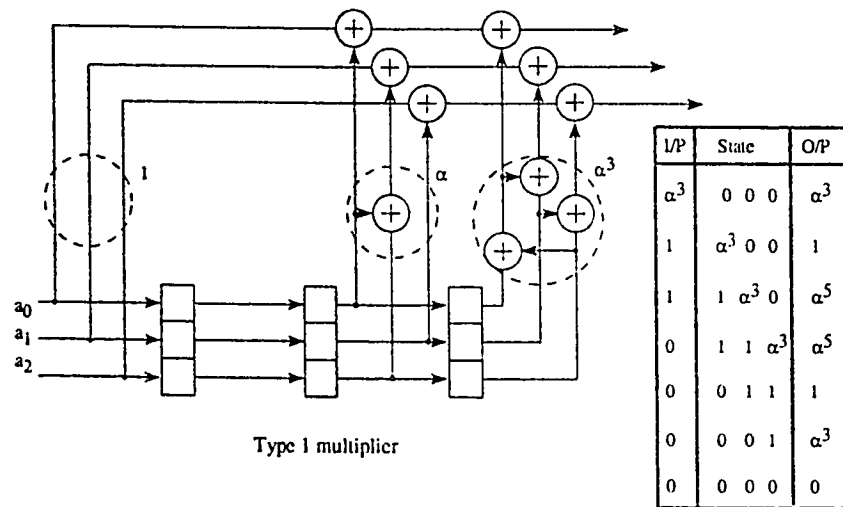 1
α
α³
a₀
a₁
a₂
Type 1 multiplier
I/P State O/P
α³ 0 0 0 α³
1 α³ 0 0 1
1 1 α³ 0 α⁵
0 1 1 α³ α⁵
0 0 1 1 1
0 0 0 1 α³
0 0 0 0 0